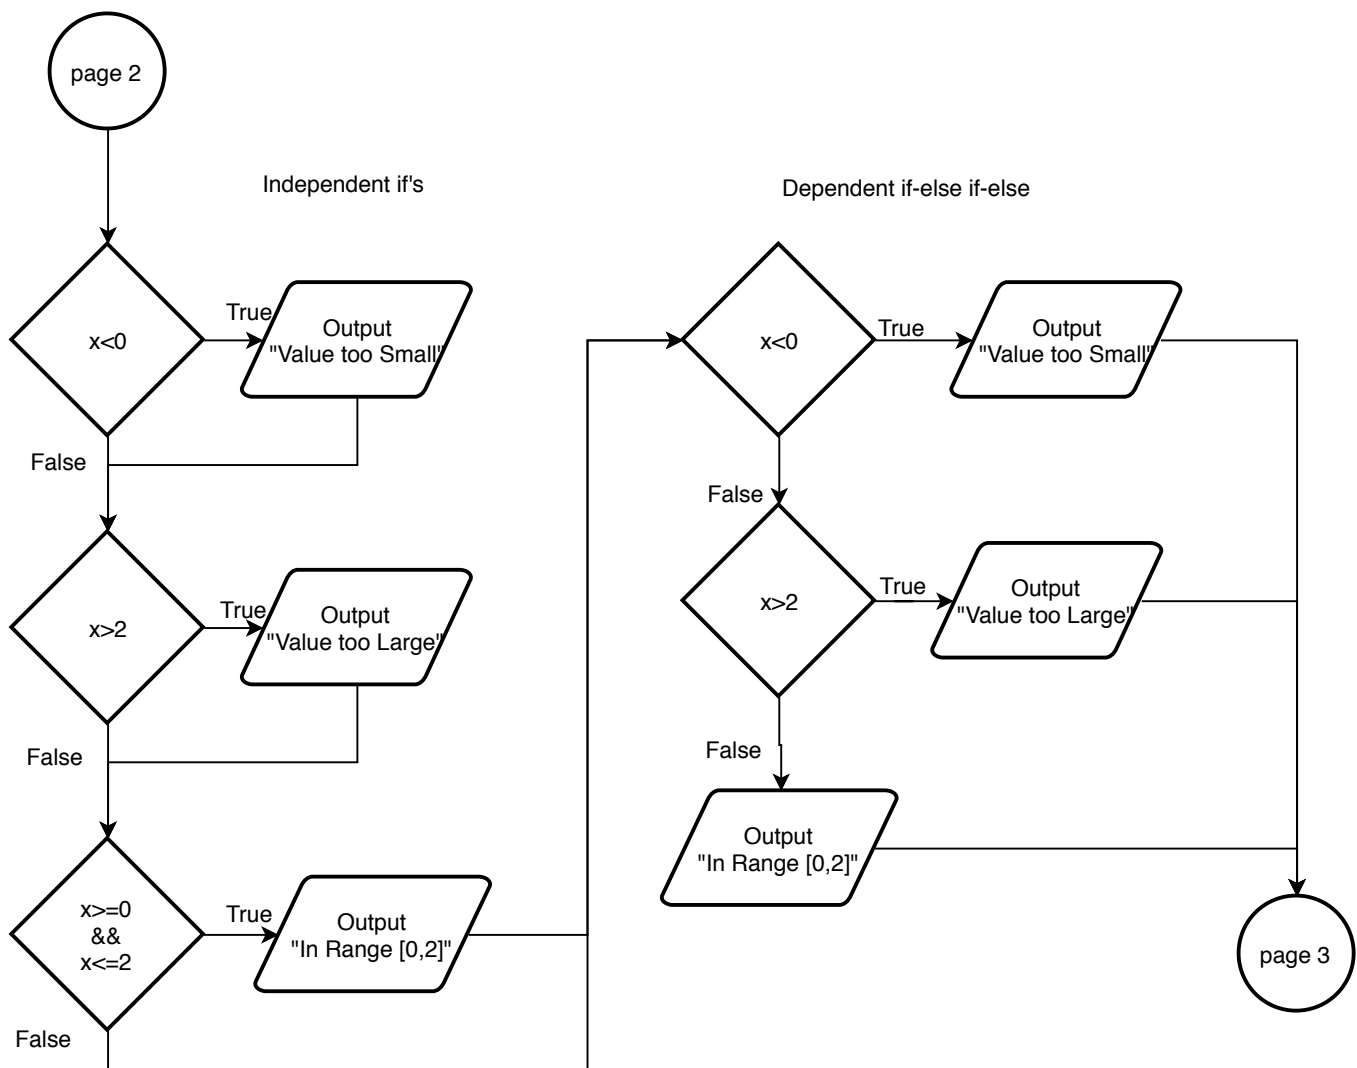 page 2
Independent if's
x<0
True
Output
"Value too Small"
False
x>2
True
Output
"Value too Large"
False
x>=0
&&
x<=2
True
Output
"In Range [0,2]"
False
Dependent if-else if-else
x<0
True
Output
"Value too Small"
False
x>2
True
Output
"Value too Large"
False
Output
"In Range [0,2]"
page 3